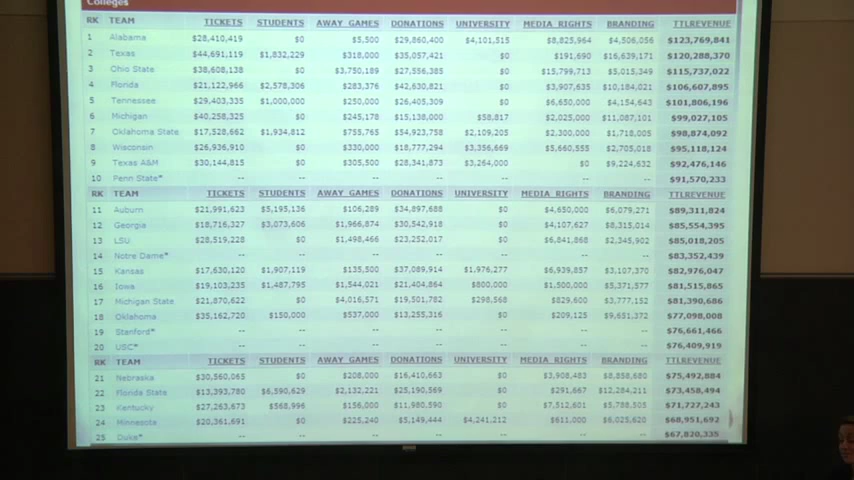 Colleges
RK TEAM TICKETS STUDENTS AWAY GAMES DONATIONS UNIVERSITY MEDIA RIGHTS BRANDING TTLREVENUE
1 Alabama $28,410,419 $0 $5,500 $29,860,400 $4,101,515 $8,825,964 $4,506,056 $123,769,841
2 Texas $44,691,119 $1,832,229 $318,000 $35,057,421 $0 $191,690 $16,639,171 $120,288,370
3 Ohio State $38,608,138 $0 $3,750,189 $27,556,385 $0 $15,799,713 $5,015,349 $115,737,022
4 Florida $21,122,966 $2,578,306 $283,376 $42,630,821 $0 $3,907,635 $10,184,021 $106,607,895
5 Tennessee $29,403,335 $1,000,000 $250,000 $26,405,309 $0 $6,650,000 $4,154,643 $101,806,196
6 Michigan $40,258,325 $0 $245,178 $15,138,000 $58,817 $2,025,000 $11,087,101 $99,027,105
7 Oklahoma State $17,528,662 $1,934,812 $755,765 $54,923,758 $2,109,205 $2,300,000 $1,718,005 $98,874,092
8 Wisconsin $26,936,910 $0 $330,000 $18,777,294 $3,356,669 $5,660,555 $2,705,018 $95,118,124
9 Texas A&M $30,144,815 $0 $305,500 $28,341,873 $3,264,000 $0 $9,224,632 $92,476,146
10 Penn State* -- -- -- -- -- -- -- $91,570,233
RK TEAM TICKETS STUDENTS AWAY GAMES DONATIONS UNIVERSITY MEDIA RIGHTS BRANDING TTLREVENUE
11 Auburn $21,991,623 $5,195,136 $106,289 $34,897,688 $0 $4,650,000 $6,079,271 $89,311,824
12 Georgia $18,716,327 $3,073,606 $1,966,874 $30,542,918 $0 $4,107,627 $8,315,014 $85,554,395
13 LSU $28,519,228 $0 $1,498,466 $23,252,017 $0 $6,841,868 $2,345,902 $85,018,205
14 Notre Dame* -- -- -- -- -- -- -- $83,352,439
15 Kansas $17,630,120 $1,907,119 $135,500 $37,089,914 $1,976,277 $6,939,857 $3,107,370 $82,976,047
16 Iowa $19,103,235 $1,487,795 $1,544,021 $21,404,864 $800,000 $1,500,000 $5,371,577 $81,515,865
17 Michigan State $21,870,622 $0 $4,016,571 $19,501,782 $298,568 $829,600 $3,777,152 $81,390,686
18 Oklahoma $35,162,720 $150,000 $537,000 $13,255,316 $0 $209,125 $9,651,372 $77,098,008
19 Stanford* -- -- -- -- -- -- -- $76,661,466
20 USC* -- -- -- -- -- -- -- $76,409,919
RK TEAM TICKETS STUDENTS AWAY GAMES DONATIONS UNIVERSITY MEDIA RIGHTS BRANDING TTLREVENUE
21 Nebraska $30,560,065 $0 $208,000 $16,410,663 $0 $3,908,483 $8,858,680 $75,492,884
22 Florida State $13,393,780 $6,590,629 $2,132,221 $25,190,569 $0 $291,667 $12,284,211 $73,458,494
23 Kentucky $27,263,673 $568,996 $156,000 $11,980,590 $0 $7,512,601 $5,788,505 $71,727,243
24 Minnesota $20,361,691 $0 $225,240 $5,149,444 $4,241,212 $611,000 $6,025,620 $68,951,692
25 Duke* -- -- -- -- -- -- -- $67,820,335